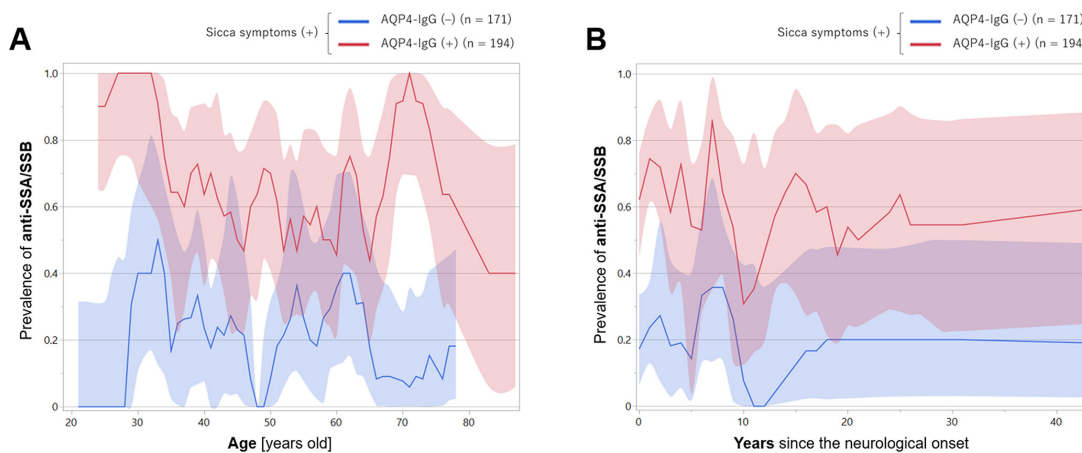 A
Sicca symptoms (+)
AQP4-IgG (−) (n = 171)
AQP4-IgG (+) (n = 194)
Prevalence of anti-SSA/SSB
1.0
0.8
0.6
0.4
0.2
0
20 30 40 50 60 70 80
Age [years old]
B
Sicca symptoms (+)
AQP4-IgG (−) (n = 171)
AQP4-IgG (+) (n = 194
Prevalence of anti-SSA/SSB
1.0
0.8
0.6
0.4
0.2
0
0 10 20 30 40
Years since the neurological onset